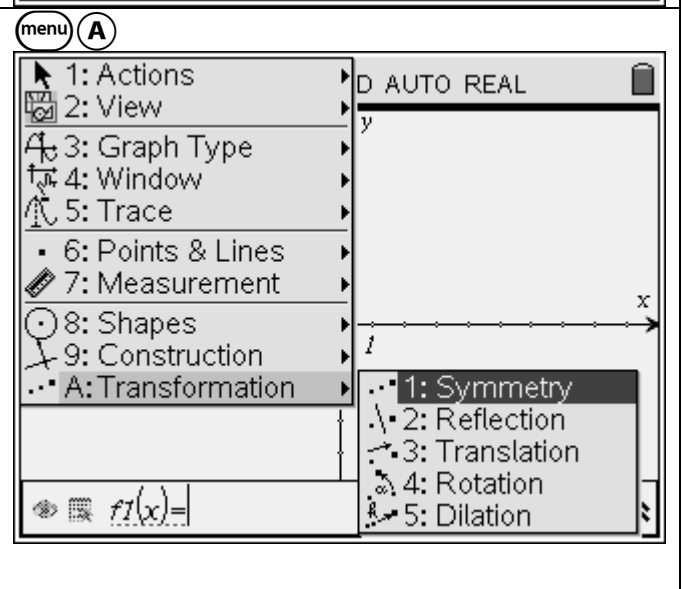 menu A
1: Actions
D AUTO REAL
2: View
y
3: Graph Type
4: Window
5: Trace
6: Points & Lines
7: Measurement
x
8: Shapes
1
9: Construction
A: Transformation
1: Symmetry
2: Reflection
3: Translation
4: Rotation
5: Dilation
f1(x)=